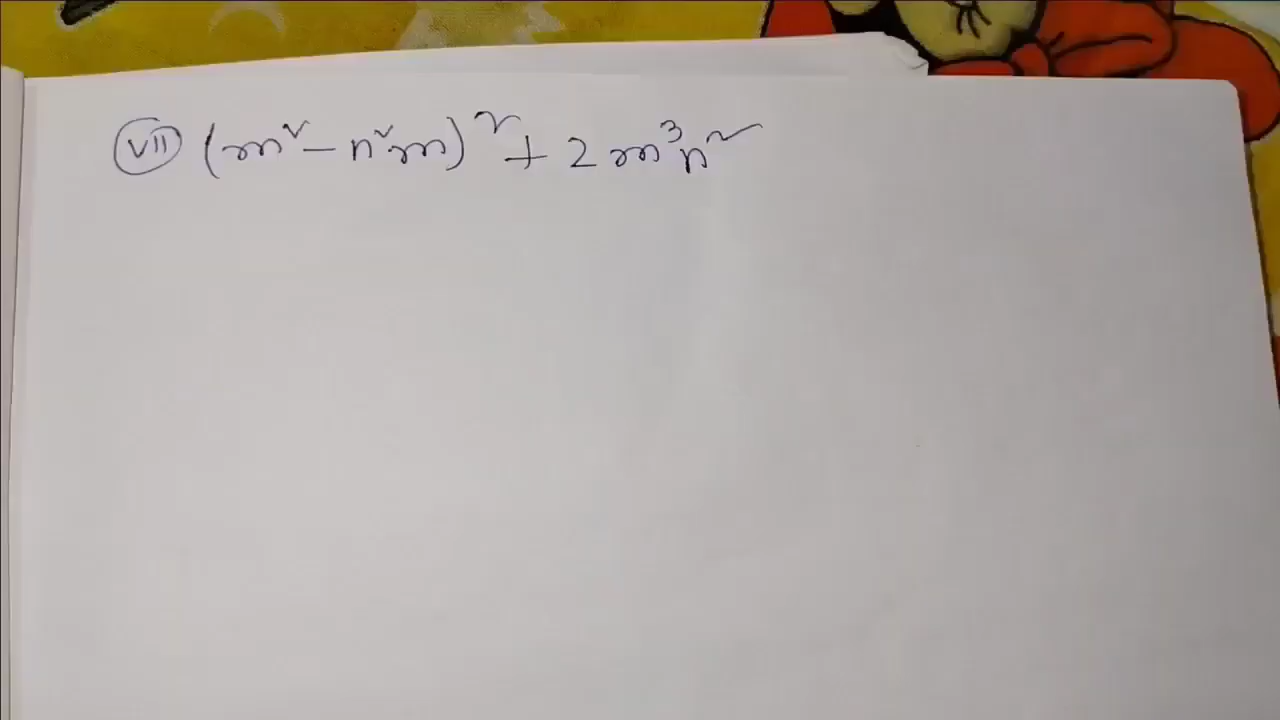 (vii) (m² - n²m)² + 2m³n²